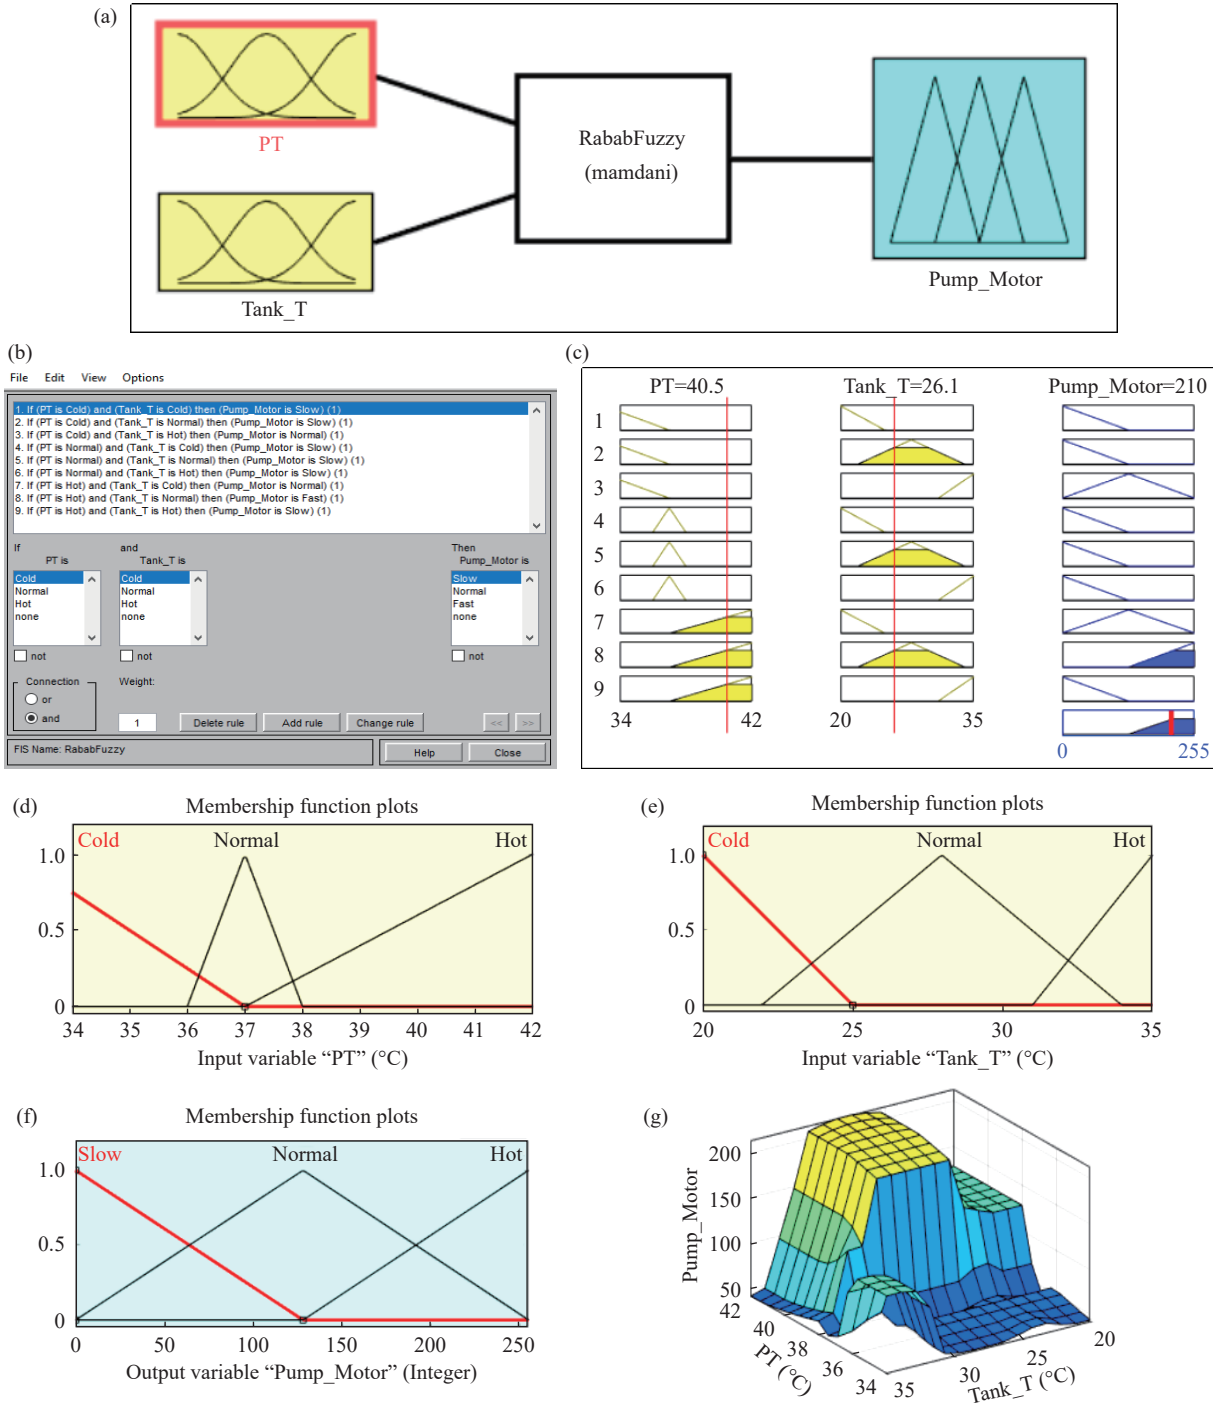 (a)
PT
Tank_T
RababFuzzy
(mamdani)
Pump_Motor
(b)
File Edit View Options
1. If (PT is Cold) and (Tank_T is Cold) then (Pump_Motor is Slow) (1)
2. If (PT is Cold) and (Tank_T is Normal) then (Pump_Motor is Slow) (1)
3. If (PT is Cold) and (Tank_T is Hot) then (Pump_Motor is Normal) (1)
4. If (PT is Normal) and (Tank_T is Cold) then (Pump_Motor is Slow) (1)
5. If (PT is Normal) and (Tank_T is Normal) then (Pump_Motor is Slow) (1)
6. If (PT is Normal) and (Tank_T is Hot) then (Pump_Motor is Slow) (1)
7. If (PT is Hot) and (Tank_T is Cold) then (Pump_Motor is Normal) (1)
8. If (PT is Hot) and (Tank_T is Normal) then (Pump_Motor is Fast) (1)
9. If (PT is Hot) and (Tank_T is Hot) then (Pump_Motor is Slow) (1)
If
PT is
Cold
Normal
Hot
none
not
and
Tank_T is
Cold
Normal
Hot
none
not
Then
Pump_Motor is
Slow
Normal
Fast
none
not
Connection
or
and
Weight:
1
Delete rule Add rule Change rule << >>
FIS Name: RababFuzzy
Help Close
(c)
PT=40.5 Tank_T=26.1 Pump_Motor=210
1
2
3
4
5
6
7
8
9
34 42 20 35
0 255
(d)
Membership function plots
Cold Normal Hot
1.0
0.5
0
34 35 36 37 38 39 40 41 42
Input variable “PT” (°C)
(e)
Membership function plots
Cold Normal Hot
1.0
0.5
0
20 25 30 35
Input variable “Tank_T” (°C)
(f)
Membership function plots
Slow Normal Hot
1.0
0.5
0
0 50 100 150 200 250
Output variable “Pump_Motor” (Integer)
(g)
Pump_Motor
200
150
100
50
42
40
38
36
34
PT (°C)
35
30
25
20
Tank_T (°C)